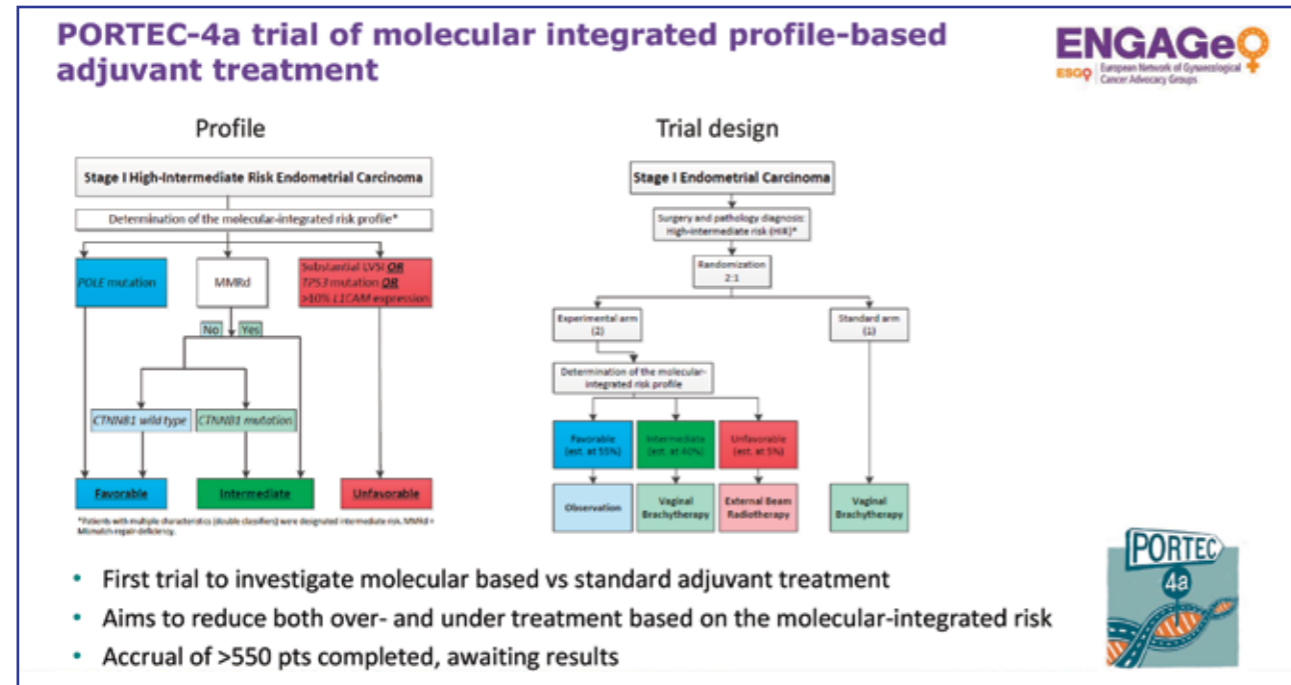 PORTEC-4a trial of molecular integrated profile-based
adjuvant treatment
ENGAGe
ESGO
European Network of Gynaecological
Cancer Advocacy Groups
Profile
Stage I High-Intermediate Risk Endometrial Carcinoma
Determination of the molecular-integrated risk profile*
POLE mutation
MMRd
Substantial LVSI OR
TP53 mutation OR
>10% L1CAM expression
No
Yes
CTNNB1 wild type
CTNNB1 mutation
Favorable
Intermediate
Unfavorable
*Patients with multiple characteristics (double classifiers) were designated intermediate risk. MMRd =
Mismatch repair deficiency.
Trial design
Stage I Endometrial Carcinoma
Surgery and pathology diagnosis:
High-intermediate risk (HIR)*
Randomization
2:1
Experimental arm
(2)
Standard arm
(1)
Determination of the molecular-
integrated risk profile
Favorable
(est. at 55%)
Intermediate
(est. at 40%)
Unfavorable
(est. at 5%)
Observation
Vaginal
Brachytherapy
External Beam
Radiotherapy
Vaginal
Brachytherapy
• First trial to investigate molecular based vs standard adjuvant treatment
• Aims to reduce both over- and under treatment based on the molecular-integrated risk
• Accrual of >550 pts completed, awaiting results
PORTEC
4a